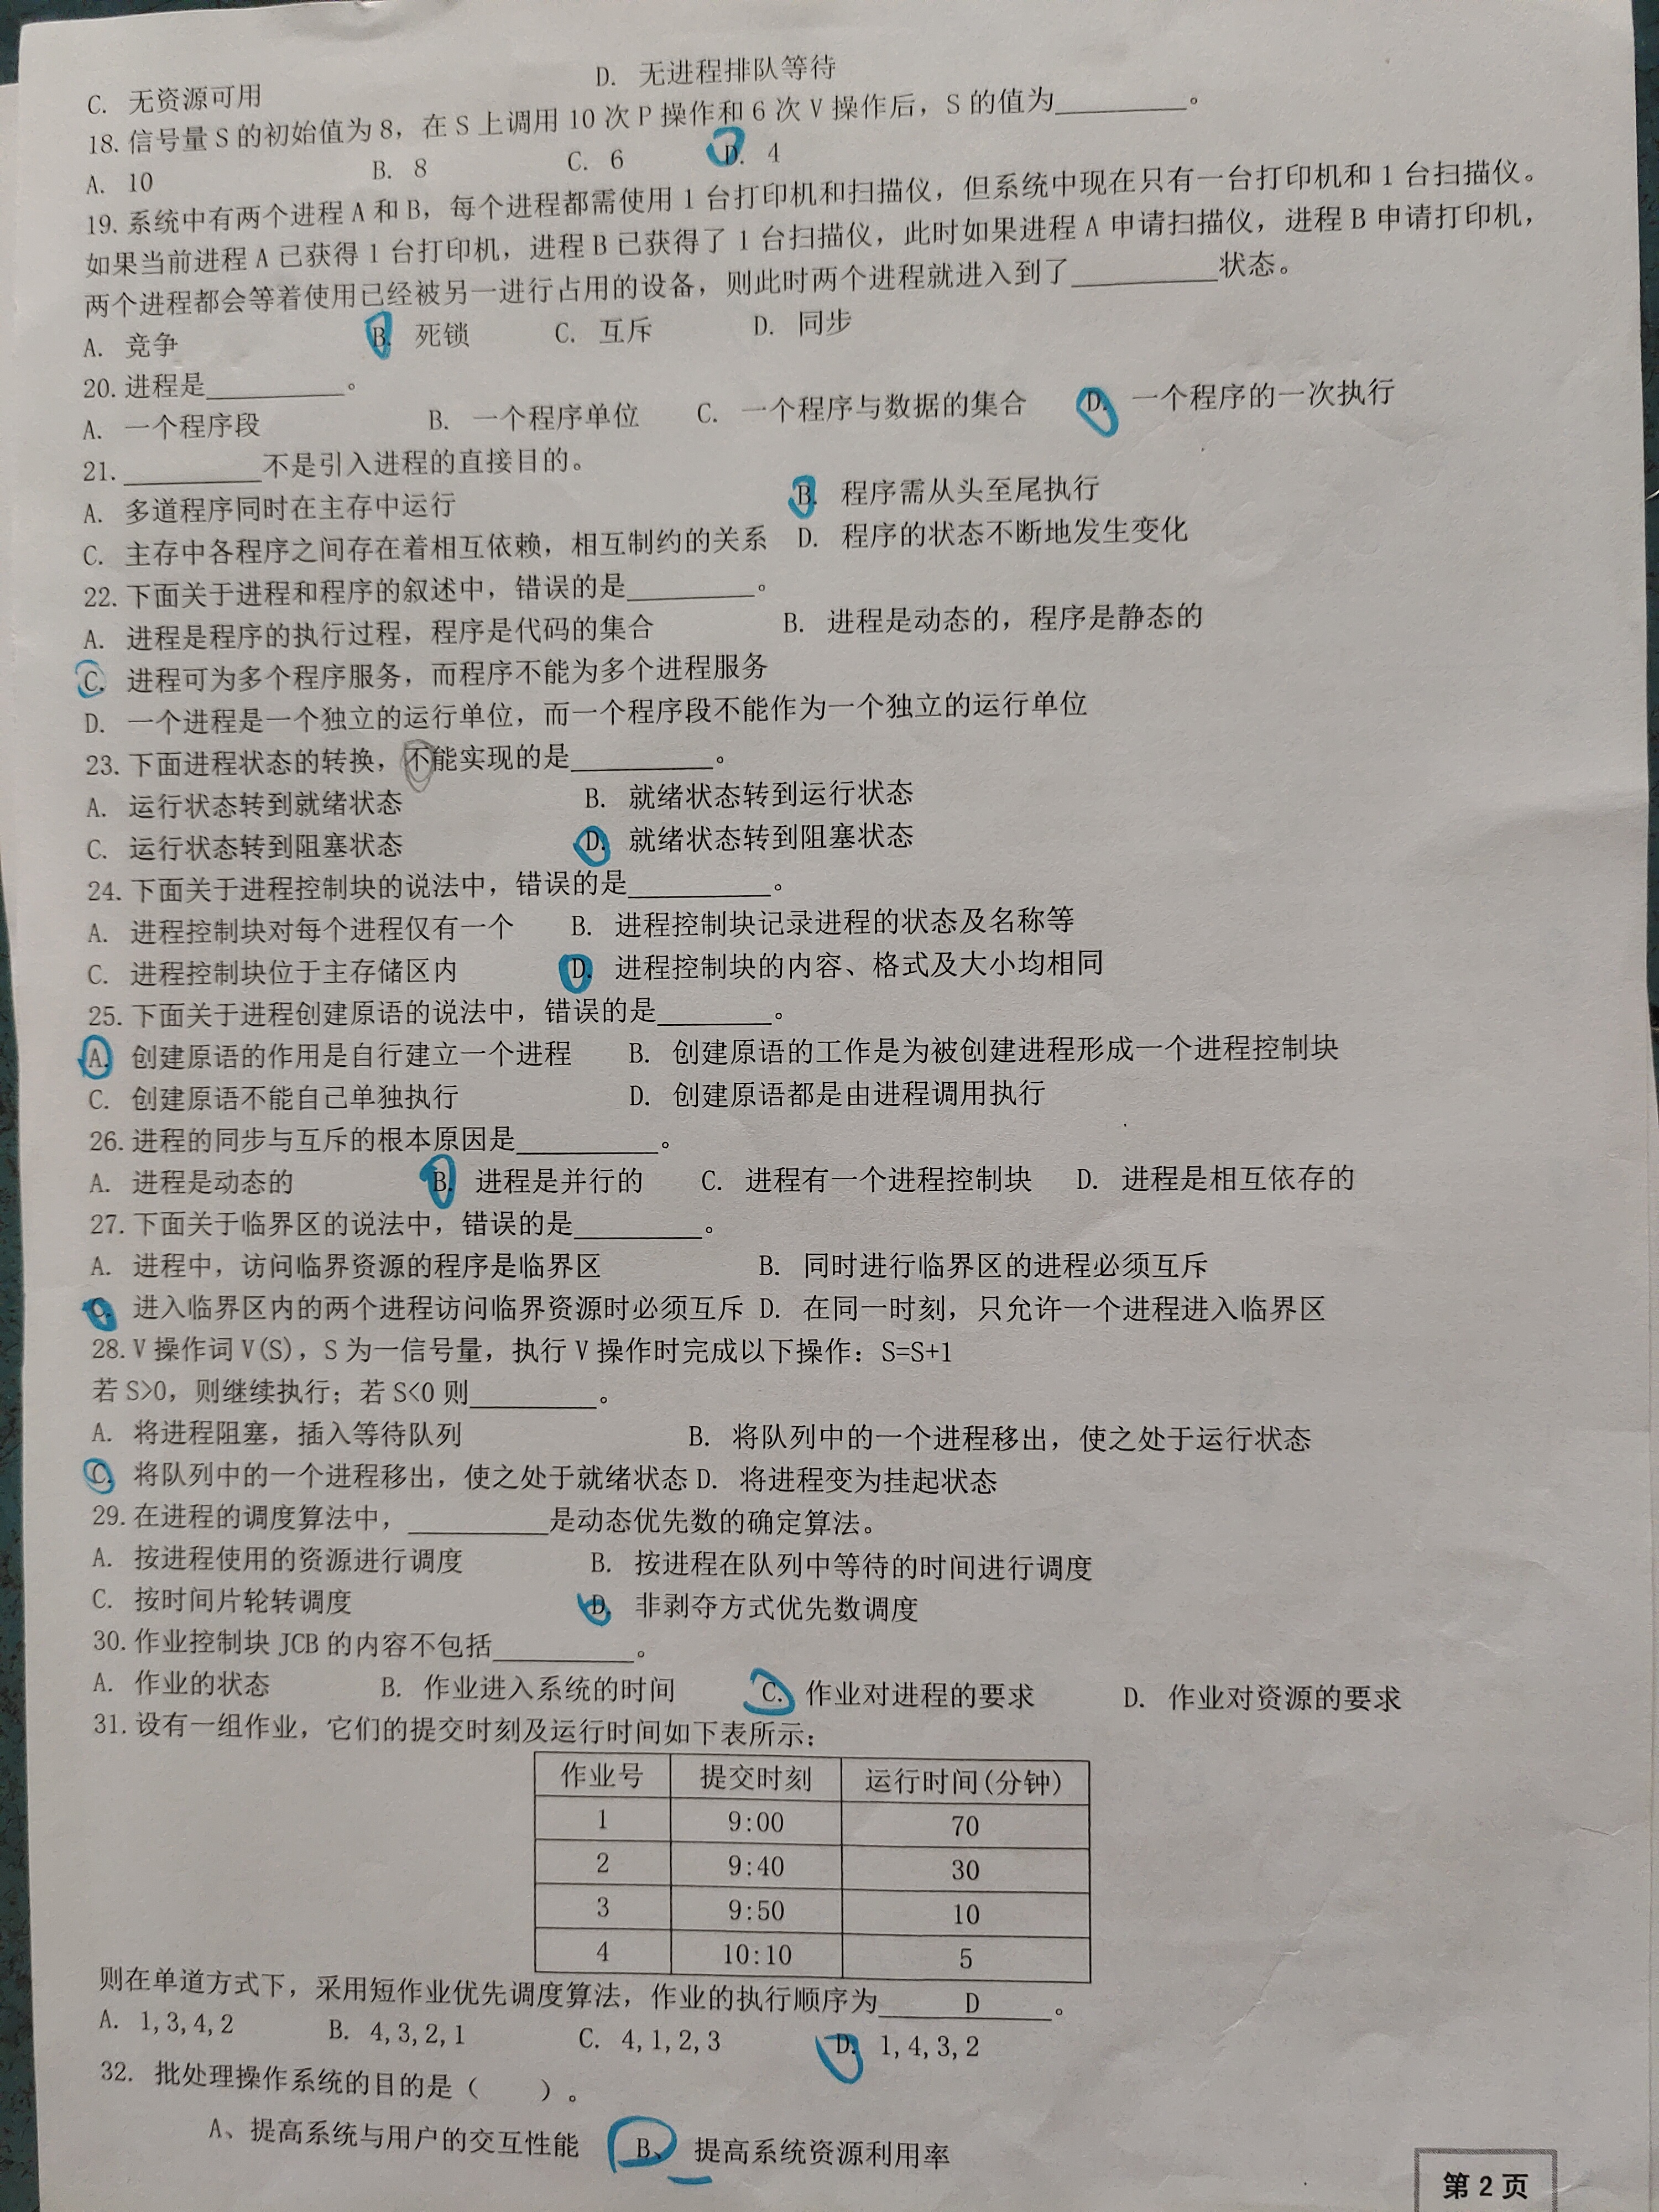 C. 无资源可用 D. 无进程排队等待
18. 信号量 S 的初始值为 8，在 S 上调用 10 次 P 操作和 6 次 V 操作后，S 的值为_________。
A. 10 B. 8 C. 6 D. 4
19. 系统中有两个进程 A 和 B，每个进程都需使用 1 台打印机和扫描仪，但系统中现在只有一台打印机和 1 台扫描仪。
如果当前进程 A 已获得 1 台打印机，进程 B 已获得了 1 台扫描仪，此时如果进程 A 申请扫描仪，进程 B 申请打印机，
两个进程都会等着使用已经被另一进行占用的设备，则此时两个进程就进入到了__________状态。
A. 竞争 B. 死锁 C. 互斥 D. 同步
20. 进程是_________。
A. 一个程序段 B. 一个程序单位 C. 一个程序与数据的集合 D. 一个程序的一次执行
21. _________不是引入进程的直接目的。
A. 多道程序同时在主存中运行 B. 程序需从头至尾执行
C. 主存中各程序之间存在着相互依赖，相互制约的关系 D. 程序的状态不断地发生变化
22. 下面关于进程和程序的叙述中，错误的是_________。
A. 进程是程序的执行过程，程序是代码的集合 B. 进程是动态的，程序是静态的
C. 进程可为多个程序服务，而程序不能为多个进程服务
D. 一个进程是一个独立的运行单位，而一个程序段不能作为一个独立的运行单位
23. 下面进程状态的转换，不能实现的是__________。
A. 运行状态转到就绪状态 B. 就绪状态转到运行状态
C. 运行状态转到阻塞状态 D. 就绪状态转到阻塞状态
24. 下面关于进程控制块的说法中，错误的是__________。
A. 进程控制块对每个进程仅有一个 B. 进程控制块记录进程的状态及名称等
C. 进程控制块位于主存储区内 D. 进程控制块的内容、格式及大小均相同
25. 下面关于进程创建原语的说法中，错误的是________。
A. 创建原语的作用是自行建立一个进程 B. 创建原语的工作是为被创建进程形成一个进程控制块
C. 创建原语不能自己单独执行 D. 创建原语都是由进程调用执行
26. 进程的同步与互斥的根本原因是__________。
A. 进程是动态的 B. 进程是并行的 C. 进程有一个进程控制块 D. 进程是相互依存的
27. 下面关于临界区的说法中，错误的是_________。
A. 进程中，访问临界资源的程序是临界区 B. 同时进行临界区的进程必须互斥
C. 进入临界区内的两个进程访问临界资源时必须互斥 D. 在同一时刻，只允许一个进程进入临界区
28. V 操作词 V(S)，S 为一信号量，执行 V 操作时完成以下操作：S=S+1
若 S>0，则继续执行；若 S<0 则_________。
A. 将进程阻塞，插入等待队列 B. 将队列中的一个进程移出，使之处于运行状态
C. 将队列中的一个进程移出，使之处于就绪状态 D. 将进程变为挂起状态
29. 在进程的调度算法中，__________是动态优先数的确定算法。
A. 按进程使用的资源进行调度 B. 按进程在队列中等待的时间进行调度
C. 按时间片轮转调度 D. 非剥夺方式优先数调度
30. 作业控制块 JCB 的内容不包括__________。
A. 作业的状态 B. 作业进入系统的时间 C. 作业对进程的要求 D. 作业对资源的要求
31. 设有一组作业，它们的提交时刻及运行时间如下表所示：
作业号 提交时刻 运行时间(分钟)
1 9:00 70
2 9:40 30
3 9:50 10
4 10:10 5
则在单道方式下，采用短作业优先调度算法，作业的执行顺序为______D______。
A. 1,3,4,2 B. 4,3,2,1 C. 4,1,2,3 D. 1,4,3,2
32. 批处理操作系统的目的是（ ）。
A、提高系统与用户的交互性能 B、 提高系统资源利用率
第 2 页